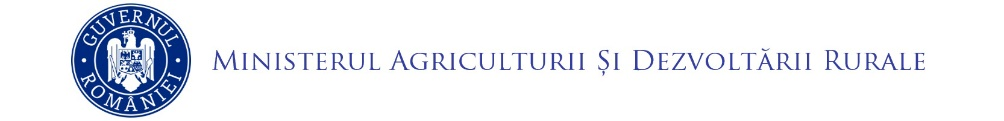 GUVERNUL ROMÂNIEI
MINISTERUL AGRICULTURII ȘI DEZVOLTĂRII RURALE